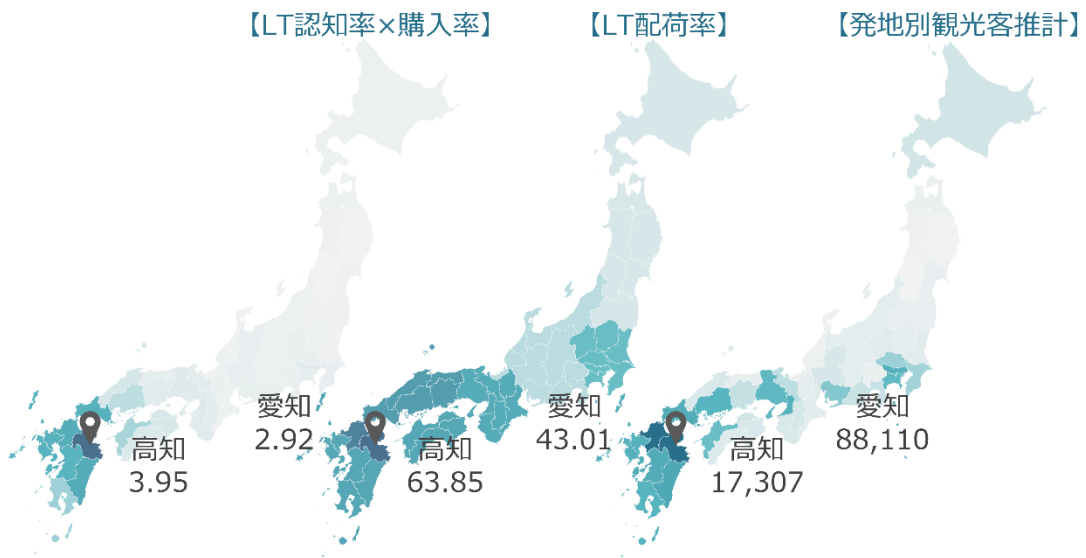 【LT認知率×購入率】
【LT配荷率】
【発地別観光客推計】
愛知
2.92
高知
3.95
愛知
43.01
高知
63.85
愛知
88,110
高知
17,307